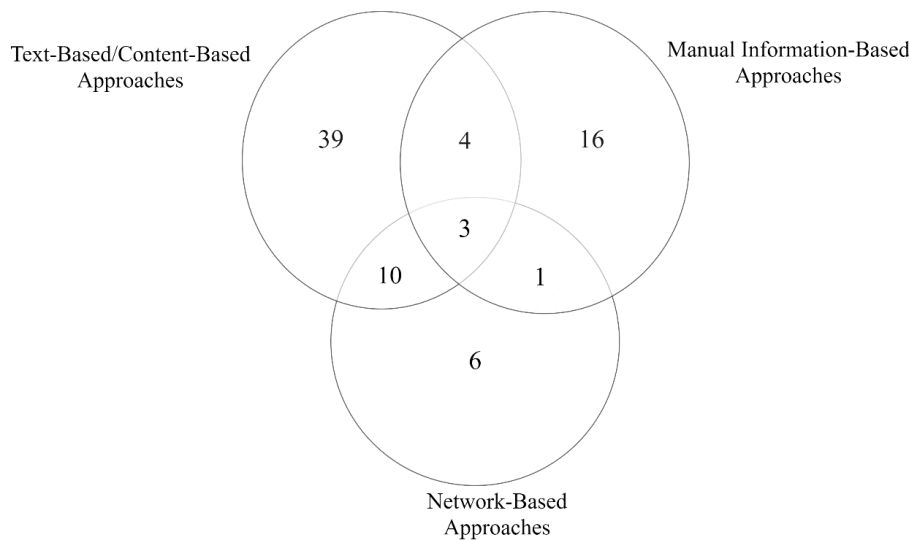 Text-Based/Content-Based
Approaches
Manual Information-Based
Approaches
39
4
16
3
10
1
6
Network-Based
Approaches